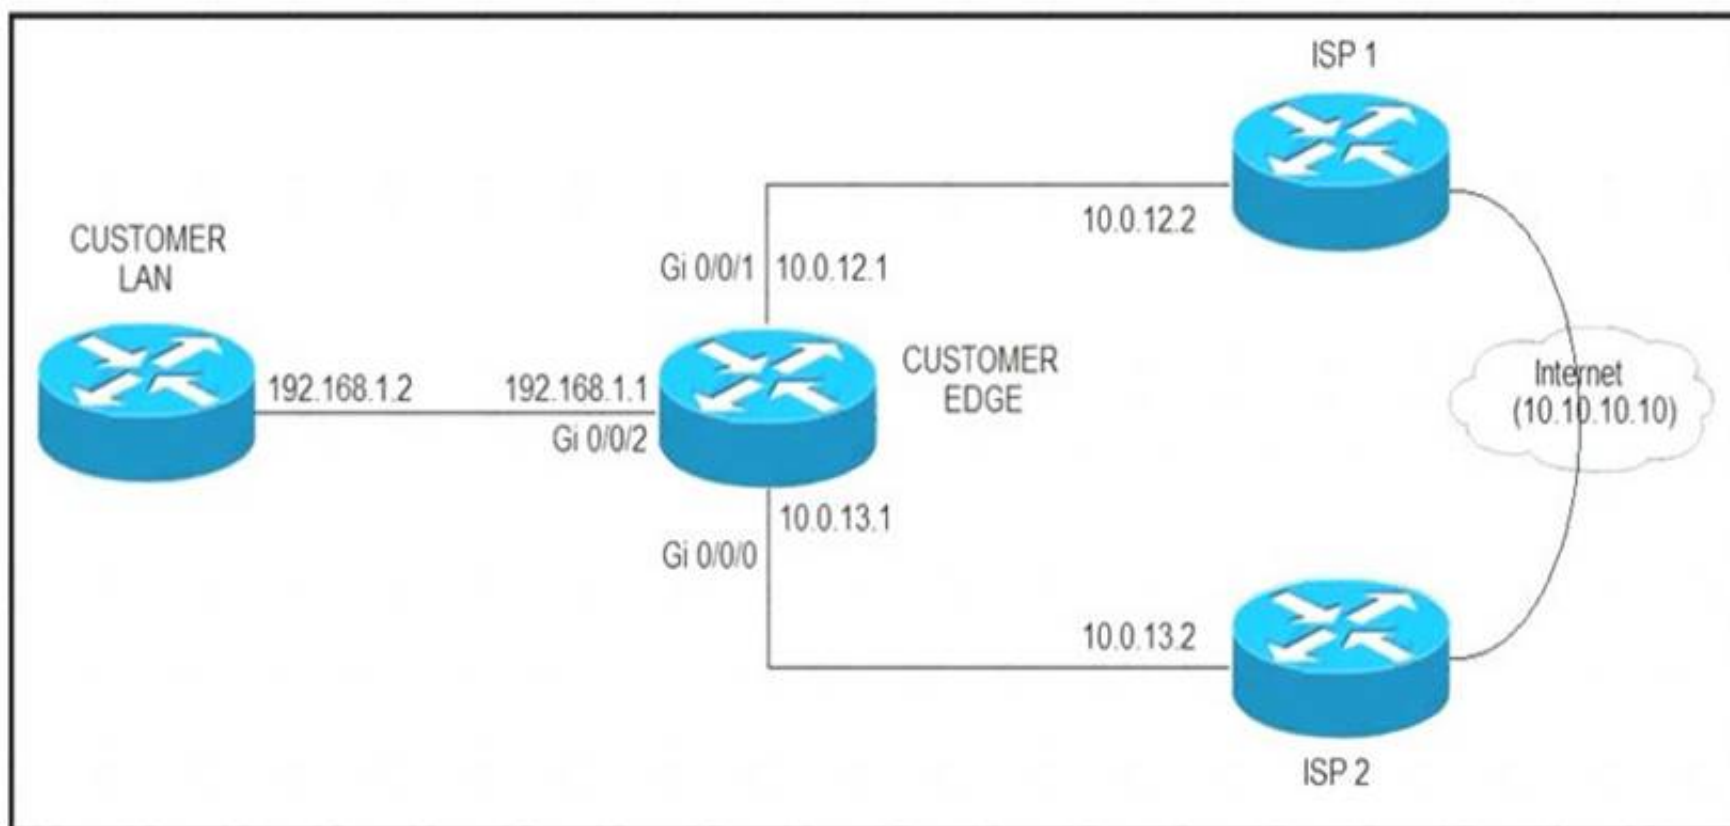 ISP 1
10.0.12.2
CUSTOMER
LAN
Gi 0/0/1
10.0.12.1
192.168.1.2
192.168.1.1
Gi 0/0/2
CUSTOMER
EDGE
Internet
(10.10.10.10)
10.0.13.1
Gi 0/0/0
10.0.13.2
ISP 2